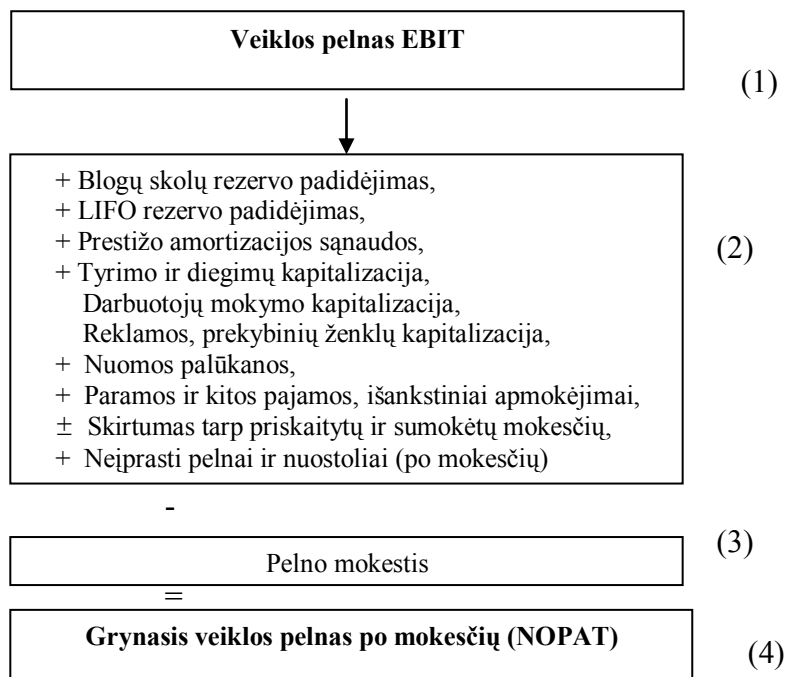 Veiklos pelnas EBIT
(1)
+ Blogų skolų rezervo padidėjimas,
+ LIFO rezervo padidėjimas,
+ Prestižo amortizacijos sąnaudos,
(2)
+ Tyrimo ir diegimų kapitalizacija,
Darbuotojų mokymo kapitalizacija,
Reklamos, prekybinių ženklų kapitalizacija,
+ Nuomos palūkanos,
+ Paramos ir kitos pajamos, išankstiniai apmokėjimai,
± Skirtumas tarp priskaitytų ir sumokėtų mokesčių,
+ Neįprasti pelnai ir nuostoliai (po mokesčių)
-
(3)
Pelno mokestis
=
Grynasis veiklos pelnas po mokesčių (NOPAT)
(4)